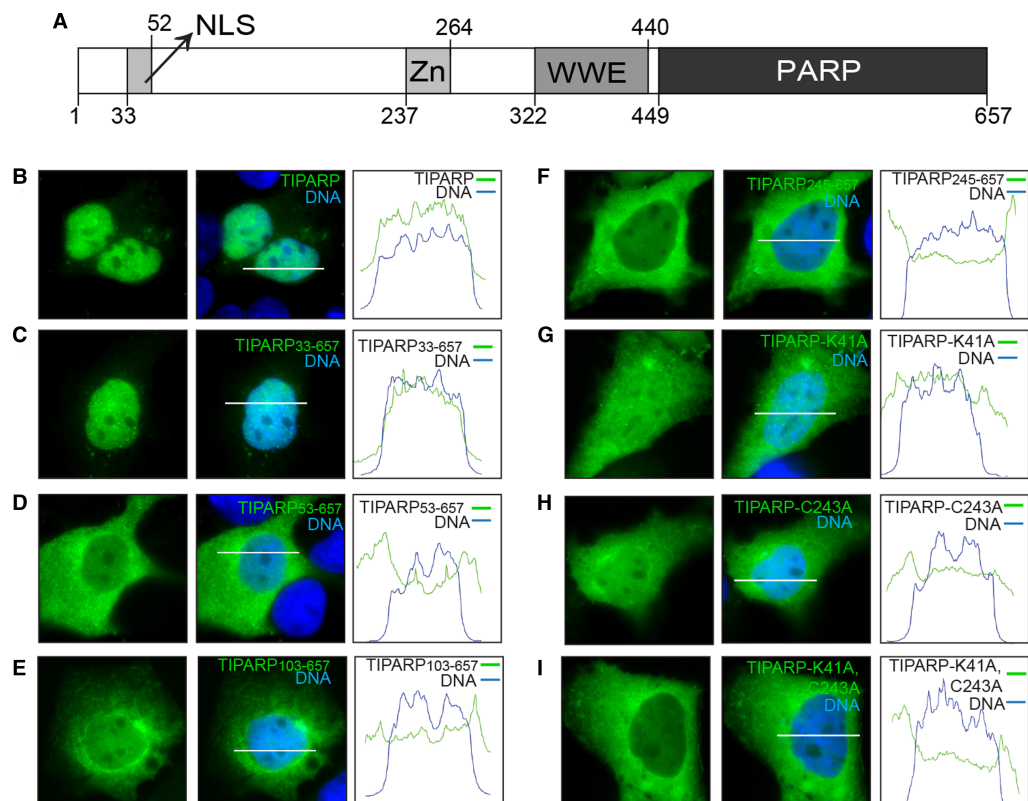 A
52
NLS
264
440
Zn
WWE
PARP
1
33
237
322
449
657
B
TIPARP
DNA
TIPARP
DNA
C
TIPARP33-657
DNA
TIPARP33-657
DNA
D
TIPARP53-657
DNA
TIPARP53-657
DNA
E
TIPARP103-657
DNA
TIPARP103-657
DNA
F
TIPARP245-657
DNA
TIPARP245-657
DNA
G
TIPARP-K41A
DNA
TIPARP-K41A
DNA
H
TIPARP-C243A
DNA
TIPARP-C243A
DNA
I
TIPARP-K41A,
C243A
DNA
TIPARP-K41A,
C243A
DNA